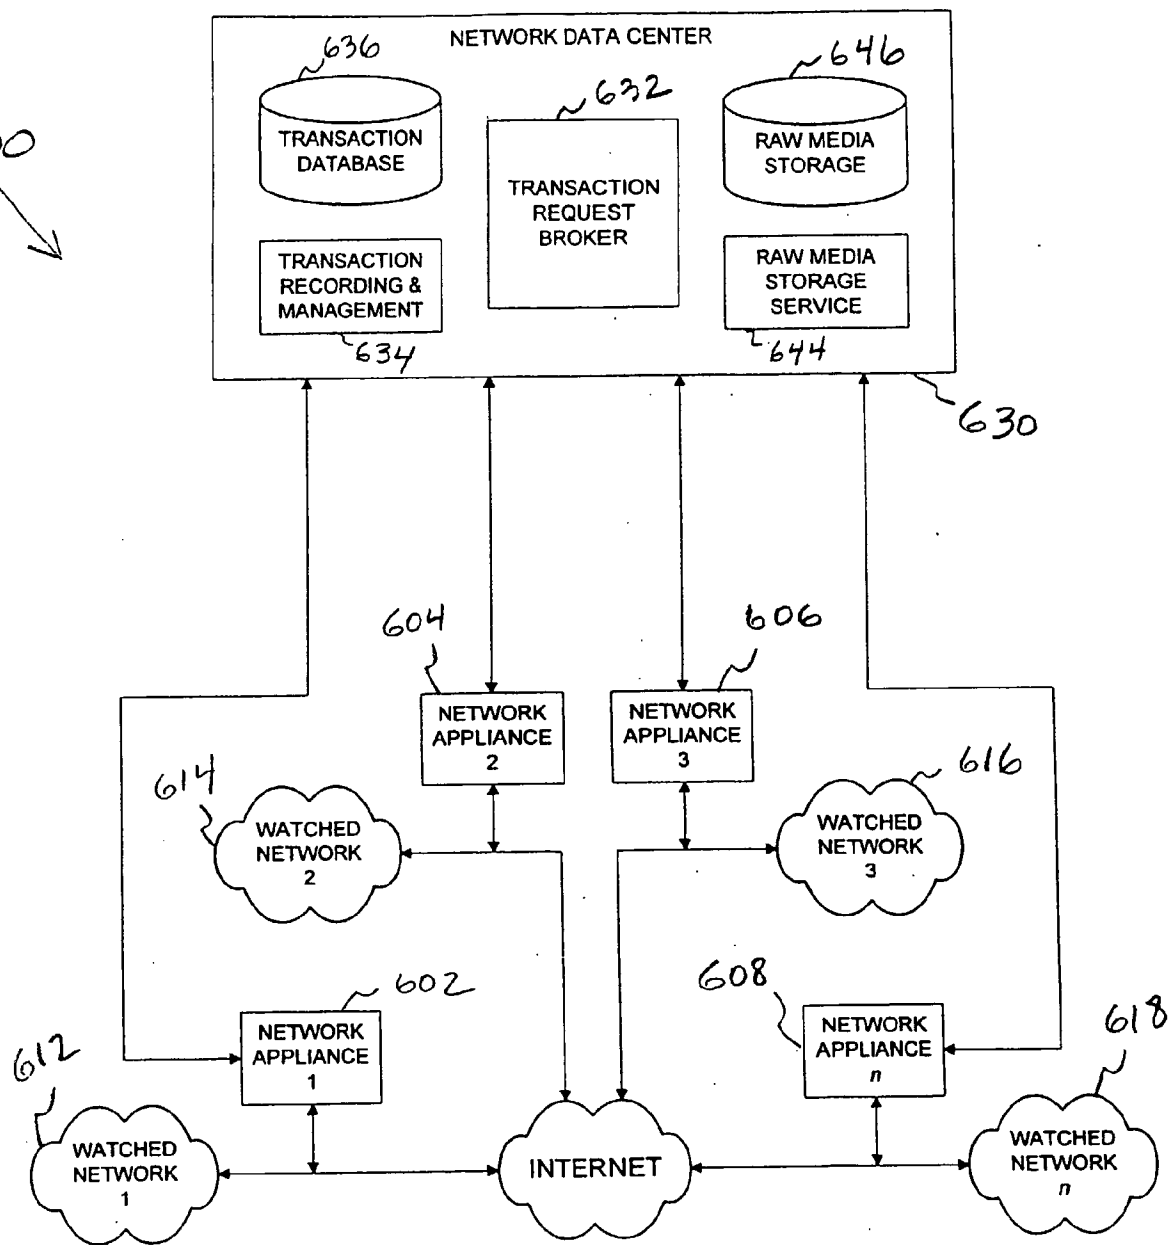 NETWORK DATA CENTER
636
632
646
TRANSACTION
DATABASE
TRANSACTION
REQUEST
BROKER
RAW MEDIA
STORAGE
TRANSACTION
RECORDING &
MANAGEMENT
RAW MEDIA
STORAGE
SERVICE
634
644
630
604
606
NETWORK
APPLIANCE
2
NETWORK
APPLIANCE
3
614
616
WATCHED
NETWORK
2
WATCHED
NETWORK
3
602
608
NETWORK
APPLIANCE
1
NETWORK
APPLIANCE
n
612
618
WATCHED
NETWORK
1
INTERNET
WATCHED
NETWORK
n